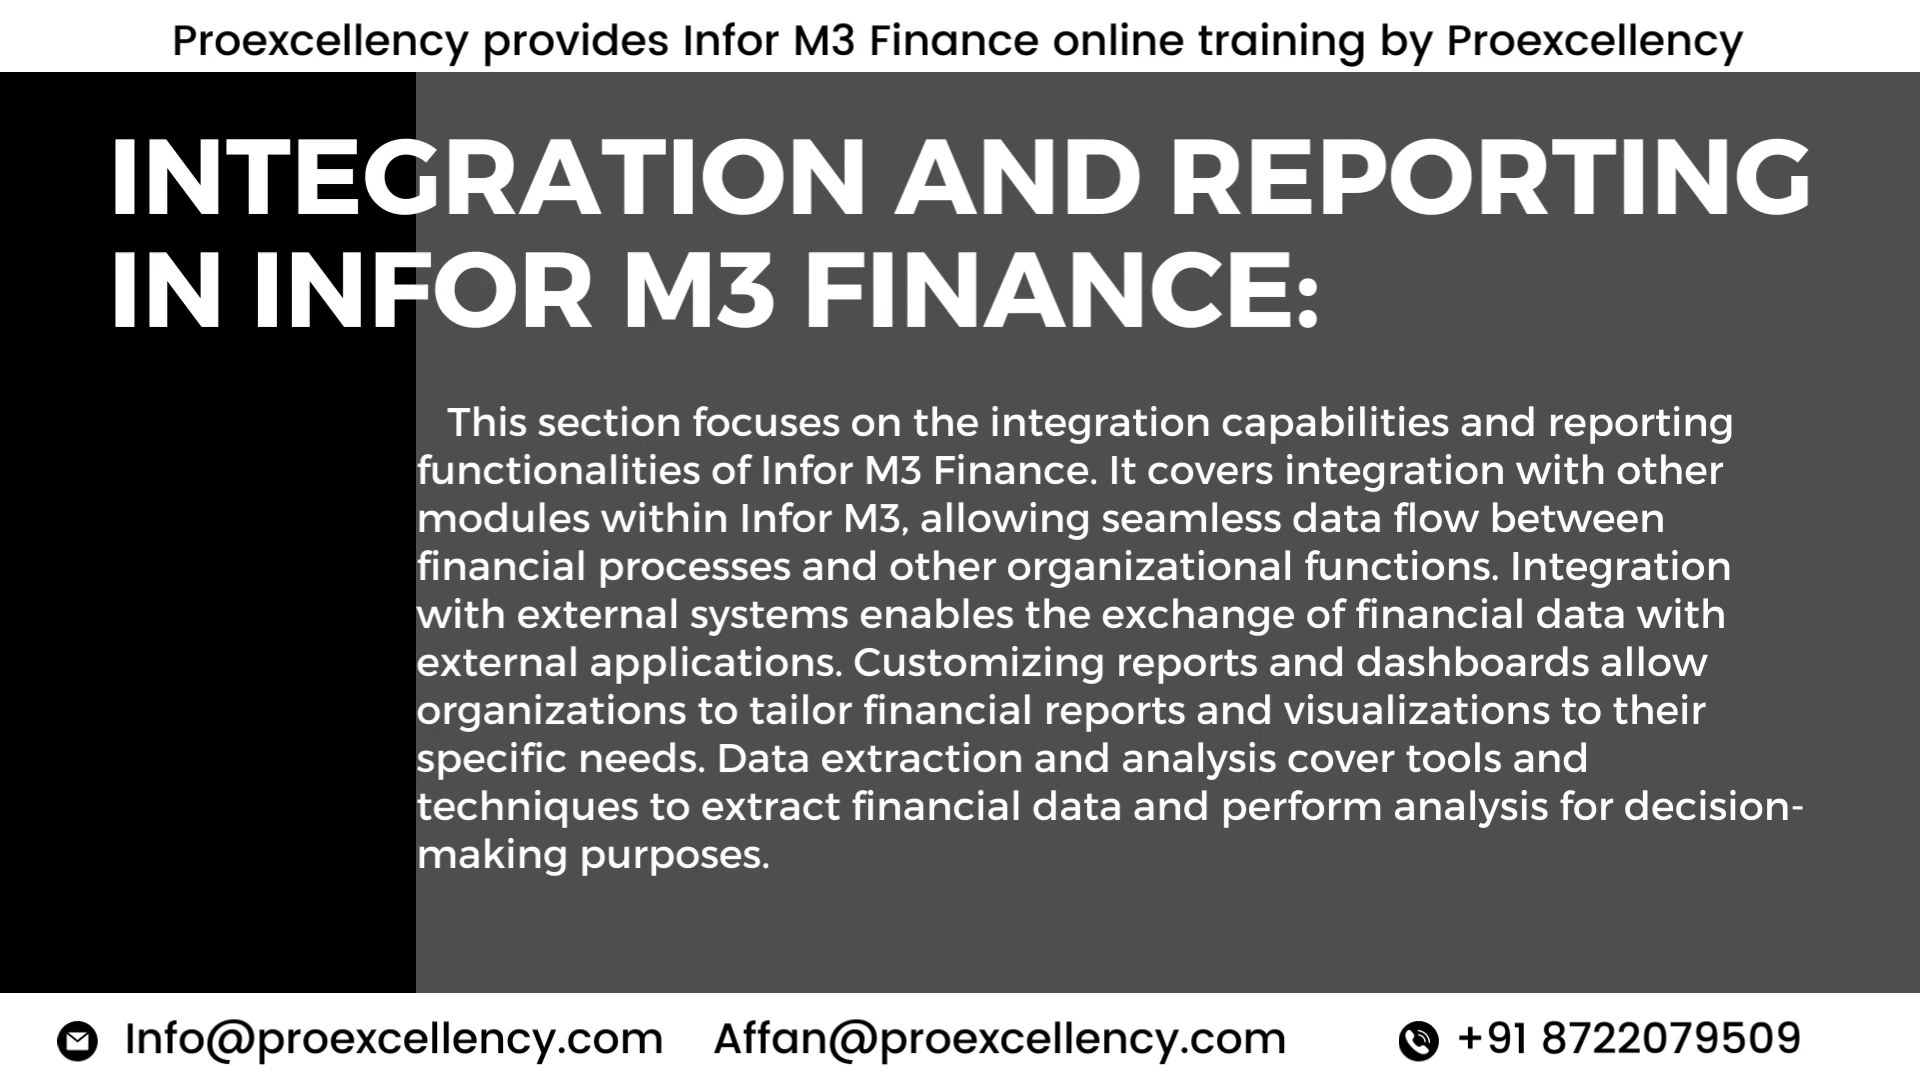 Proexcellency provides Infor M3 Finance online training by Proexcellency
INTEGRATION AND REPORTING
IN INFOR M3 FINANCE:
This section focuses on the integration capabilities and reporting
functionalities of Infor M3 Finance. It covers integration with other
modules within Infor M3, allowing seamless data flow between
financial processes and other organizational functions. Integration
with external systems enables the exchange of financial data with
external applications. Customizing reports and dashboards allow
organizations to tailor financial reports and visualizations to their
specific needs. Data extraction and analysis cover tools and
techniques to extract financial data and perform analysis for decision-
making purposes.
Info@proexcellency.com Affan@proexcellency.com +91 8722079509